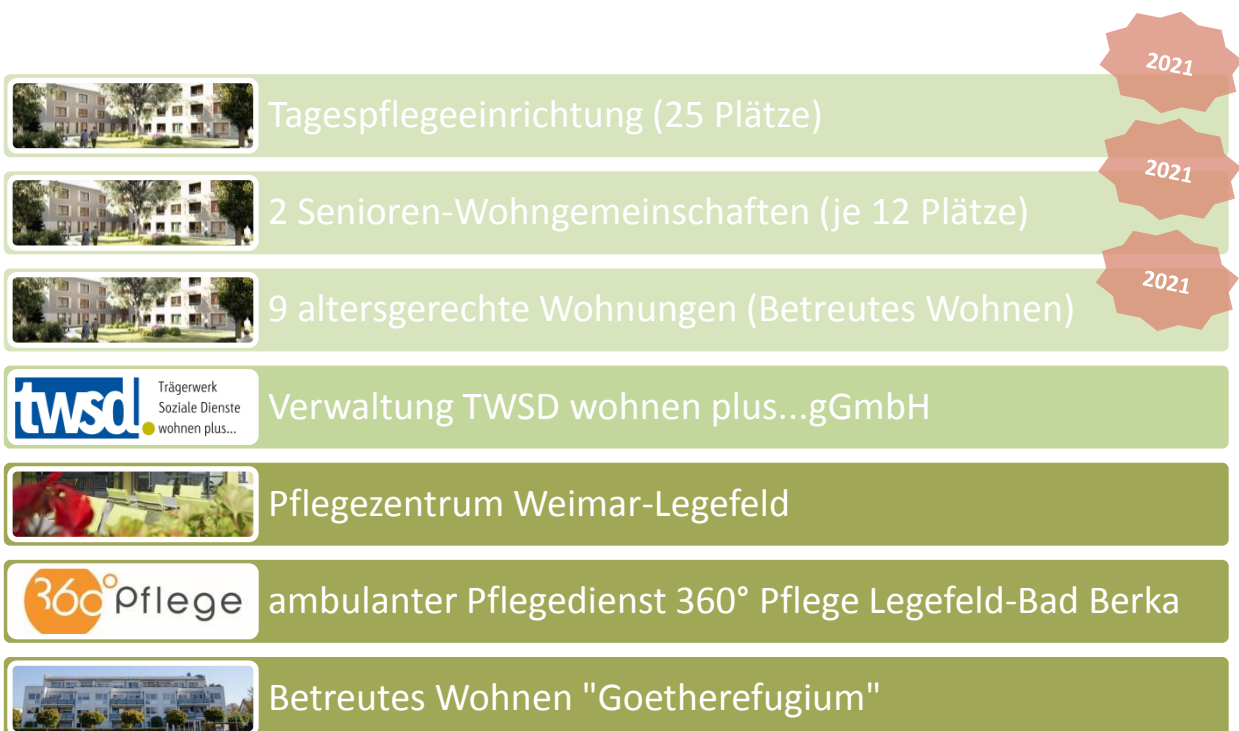 2021
Tagespflegeeinrichtung (25 Plätze)
2021
2 Senioren-Wohngemeinschaften (je 12 Plätze)
2021
9 altersgerechte Wohnungen (Betreutes Wohnen)
twsd
Trägerwerk
Soziale Dienste
wohnen plus...
Verwaltung TWSD wohnen plus...gGmbH
Pflegezentrum Weimar-Legefeld
360° Pflege
ambulanter Pflegedienst 360° Pflege Legefeld-Bad Berka
Betreutes Wohnen "Goetherefugium"